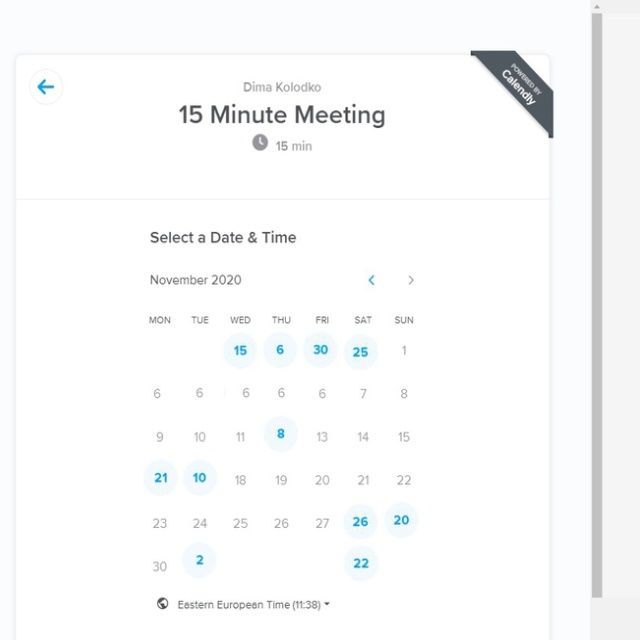 Dima Kolodko
POWERED BY
Calendly
15 Minute Meeting
15 min
Select a Date & Time
November 2020
MON TUE WED THU FRI SAT SUN
15 6 30 25 1
6 6 6 6 6 7 8
9 10 11 8 13 14 15
21 10 18 19 20 21 22
23 24 25 26 27 26 20
30 2 22
Eastern European Time (11:38)